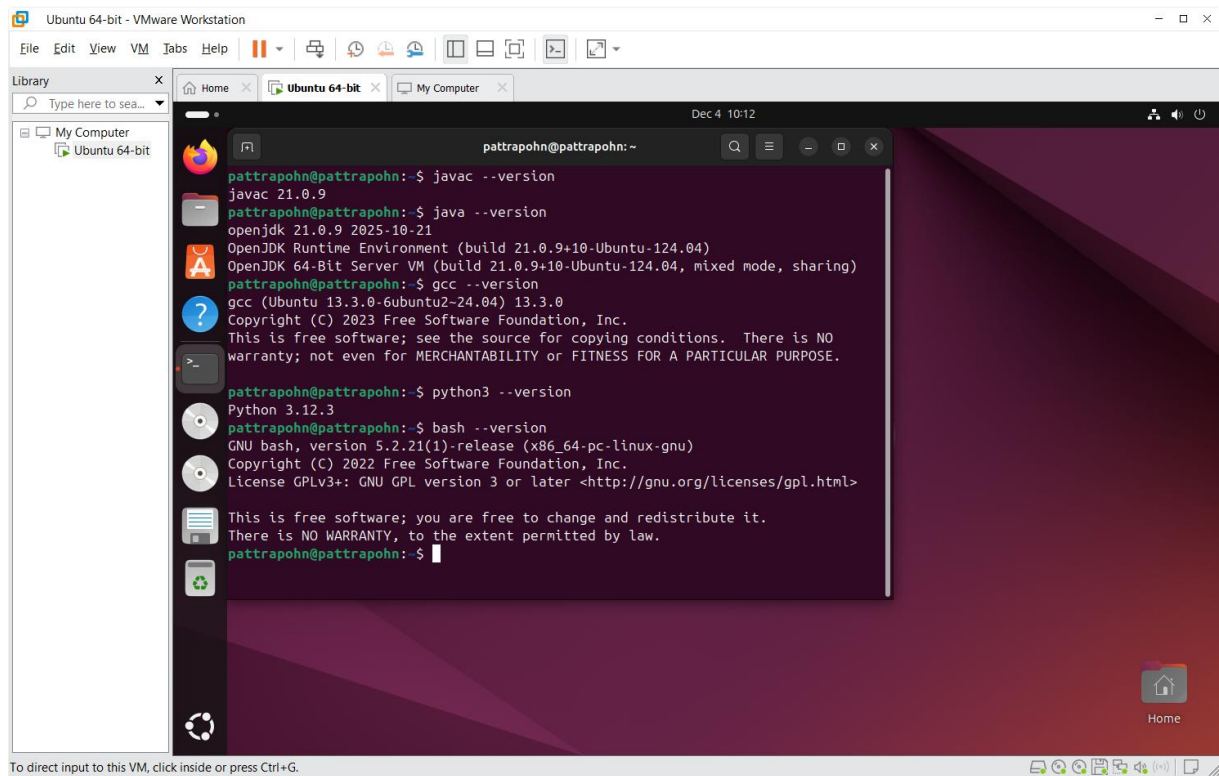 Ubuntu 64-bit - VMware Workstation
File Edit View VM Tabs Help
Library
Type here to sea...
My Computer
Ubuntu 64-bit
Home
Ubuntu 64-bit
My Computer
Dec 4 10:12
pattrapohn@pattrapohn: ~
pattrapohn@pattrapohn:~$ javac --version
javac 21.0.9
pattrapohn@pattrapohn:~$ java --version
openjdk 21.0.9 2025-10-21
OpenJDK Runtime Environment (build 21.0.9+10-Ubuntu-124.04)
OpenJDK 64-Bit Server VM (build 21.0.9+10-Ubuntu-124.04, mixed mode, sharing)
pattrapohn@pattrapohn:~$ gcc --version
gcc (Ubuntu 13.3.0-6ubuntu2~24.04) 13.3.0
Copyright (C) 2023 Free Software Foundation, Inc.
This is free software; see the source for copying conditions.  There is NO
warranty; not even for MERCHANTABILITY or FITNESS FOR A PARTICULAR PURPOSE.
pattrapohn@pattrapohn:~$ python3 --version
Python 3.12.3
pattrapohn@pattrapohn:~$ bash --version
GNU bash, version 5.2.21(1)-release (x86_64-pc-linux-gnu)
Copyright (C) 2022 Free Software Foundation, Inc.
License GPLv3+: GNU GPL version 3 or later <http://gnu.org/licenses/gpl.html>
This is free software; you are free to change and redistribute it.
There is NO WARRANTY, to the extent permitted by law.
pattrapohn@pattrapohn:~$
Home
To direct input to this VM, click inside or press Ctrl+G.